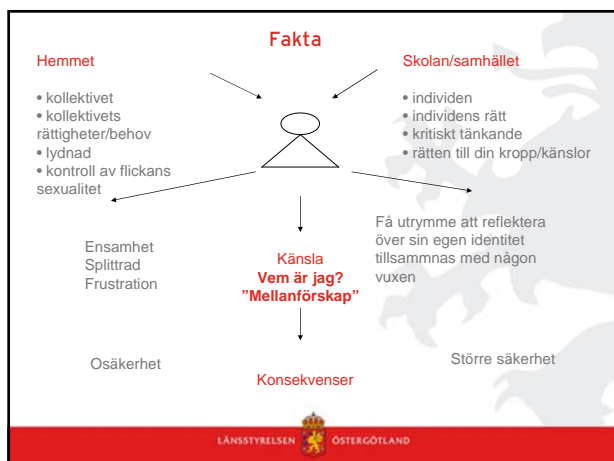 Fakta
Hemmet
• kollektivet
• kollektivets
rättigheter/behov
• lydnad
• kontroll av flickans
sexualitet
Skolan/samhället
• individen
• individens rätt
• kritiskt tänkande
• rätten till din kropp/känslor
Ensamhet
Splittrad
Frustration
Känsla
Vem är jag?
”Mellanförskap”
Få utrymme att reflektera
över sin egen identitet
tillsammnas med någon
vuxen
Osäkerhet
Konsekvenser
Större säkerhet
LÄNSSTYRELSEN ÖSTERGÖTLAND